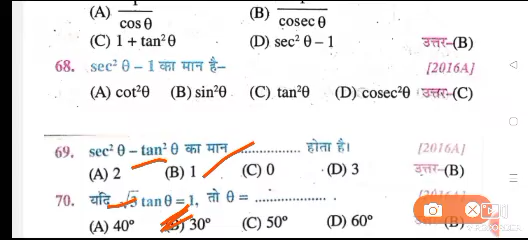 (A) 1/cos θ (B) 1/cosec θ
(C) 1 + tan² θ (D) sec² θ – 1 उत्तर–(B)
68. sec² θ – 1 का मान है– [2016A]
(A) cot²θ (B) sin²θ (C) tan²θ (D) cosec²θ उत्तर–(C)
69. sec² θ – tan² θ का मान ................ होता है। [2016A]
(A) 2 (B) 1 (C) 0 (D) 3 उत्तर–(B)
70. यदि √3 tan θ = 1, तो θ = ....................
(A) 40° (B) 30° (C) 50° (D) 60° (B)